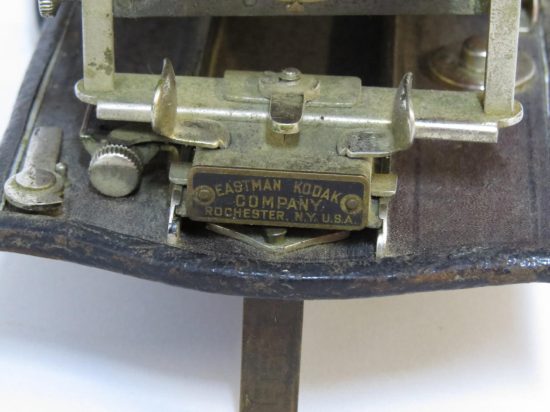 EASTMAN KODAK
COMPANY.
ROCHESTER. N.Y. U.S.A.